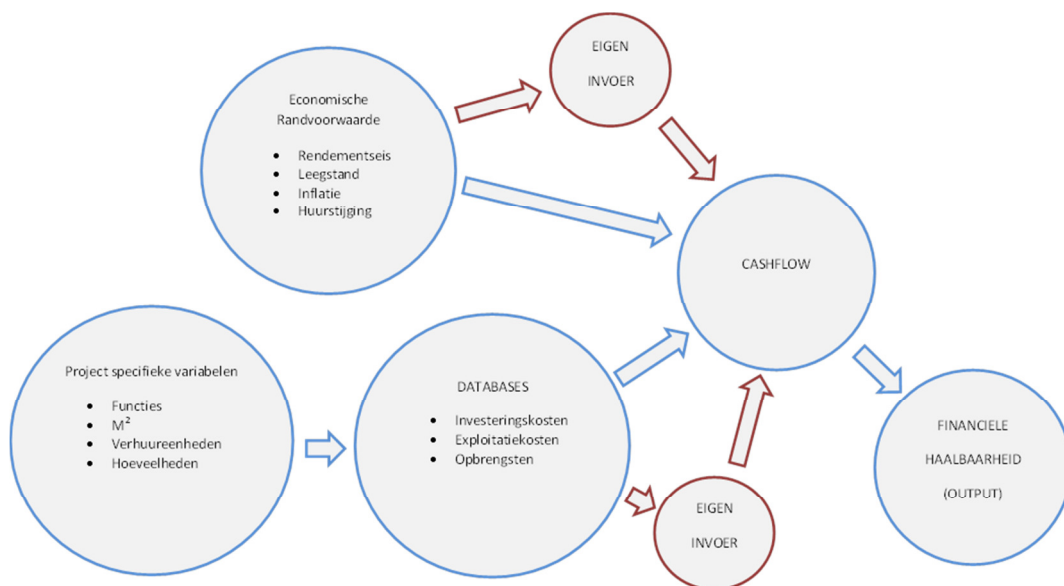 EIGEN
INVOER
Economische
Randvoorwaarde
• Rendementseis
• Leegstand
• Inflatie
• Huurstijging
CASHFLOW
Project specifieke variabelen
• Functies
• M²
• Verhuureenheden
• Hoeveelheden
DATABASES
• Investeringskosten
• Exploitatiekosten
• Opbrengsten
FINANCIELE
HAALBAARHEID
(OUTPUT)
EIGEN
INVOER